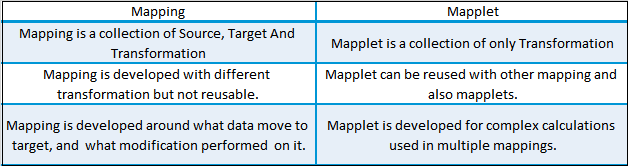 Mapping
Mapplet
Mapping is a collection of Source, Target And
Transformation
Mapplet is a collection of only Transformation
Mapping is developed with different
transformation but not reusable.
Mapplet can be reused with other mapping and
also mapplets.
Mapping is developed around what data move to
target, and  what modification performed  on it.
Mapplet is developed for complex calculations
used in multiple mappings.